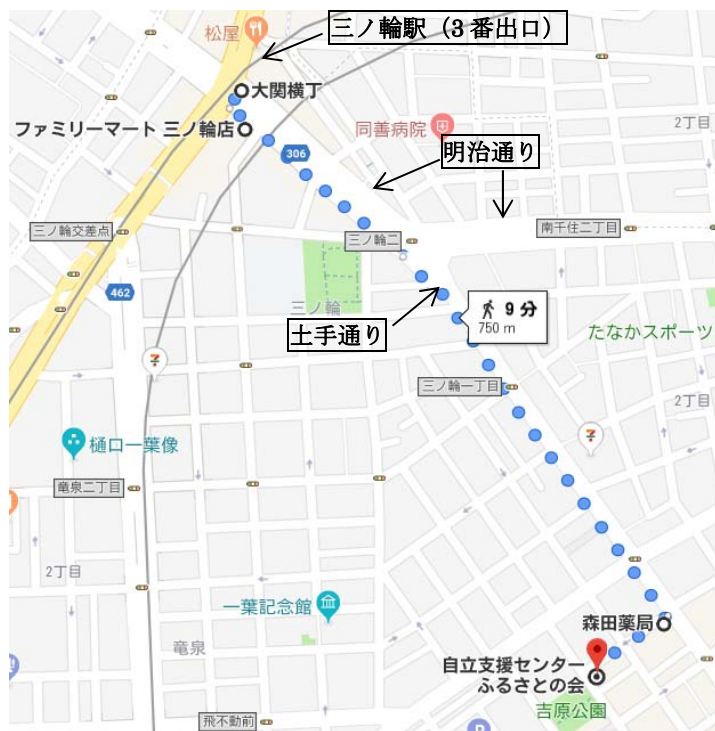 松屋
三ノ輪駅（3 番出口）
大関横丁
ファミリーマート 三ノ輪店
同善病院
2丁目
306
明治通り
三ノ輪交差点
三ノ輪二
南千住二丁目
462
三ノ輪
9 分
750 m
土手通り
たなかスポーツ
三ノ輪一丁目
2丁目
樋口一葉像
竜泉二丁目
2丁目
一葉記念館
森田薬局
竜泉
自立支援センター
ふるさとの会
吉原公園
飛不動前